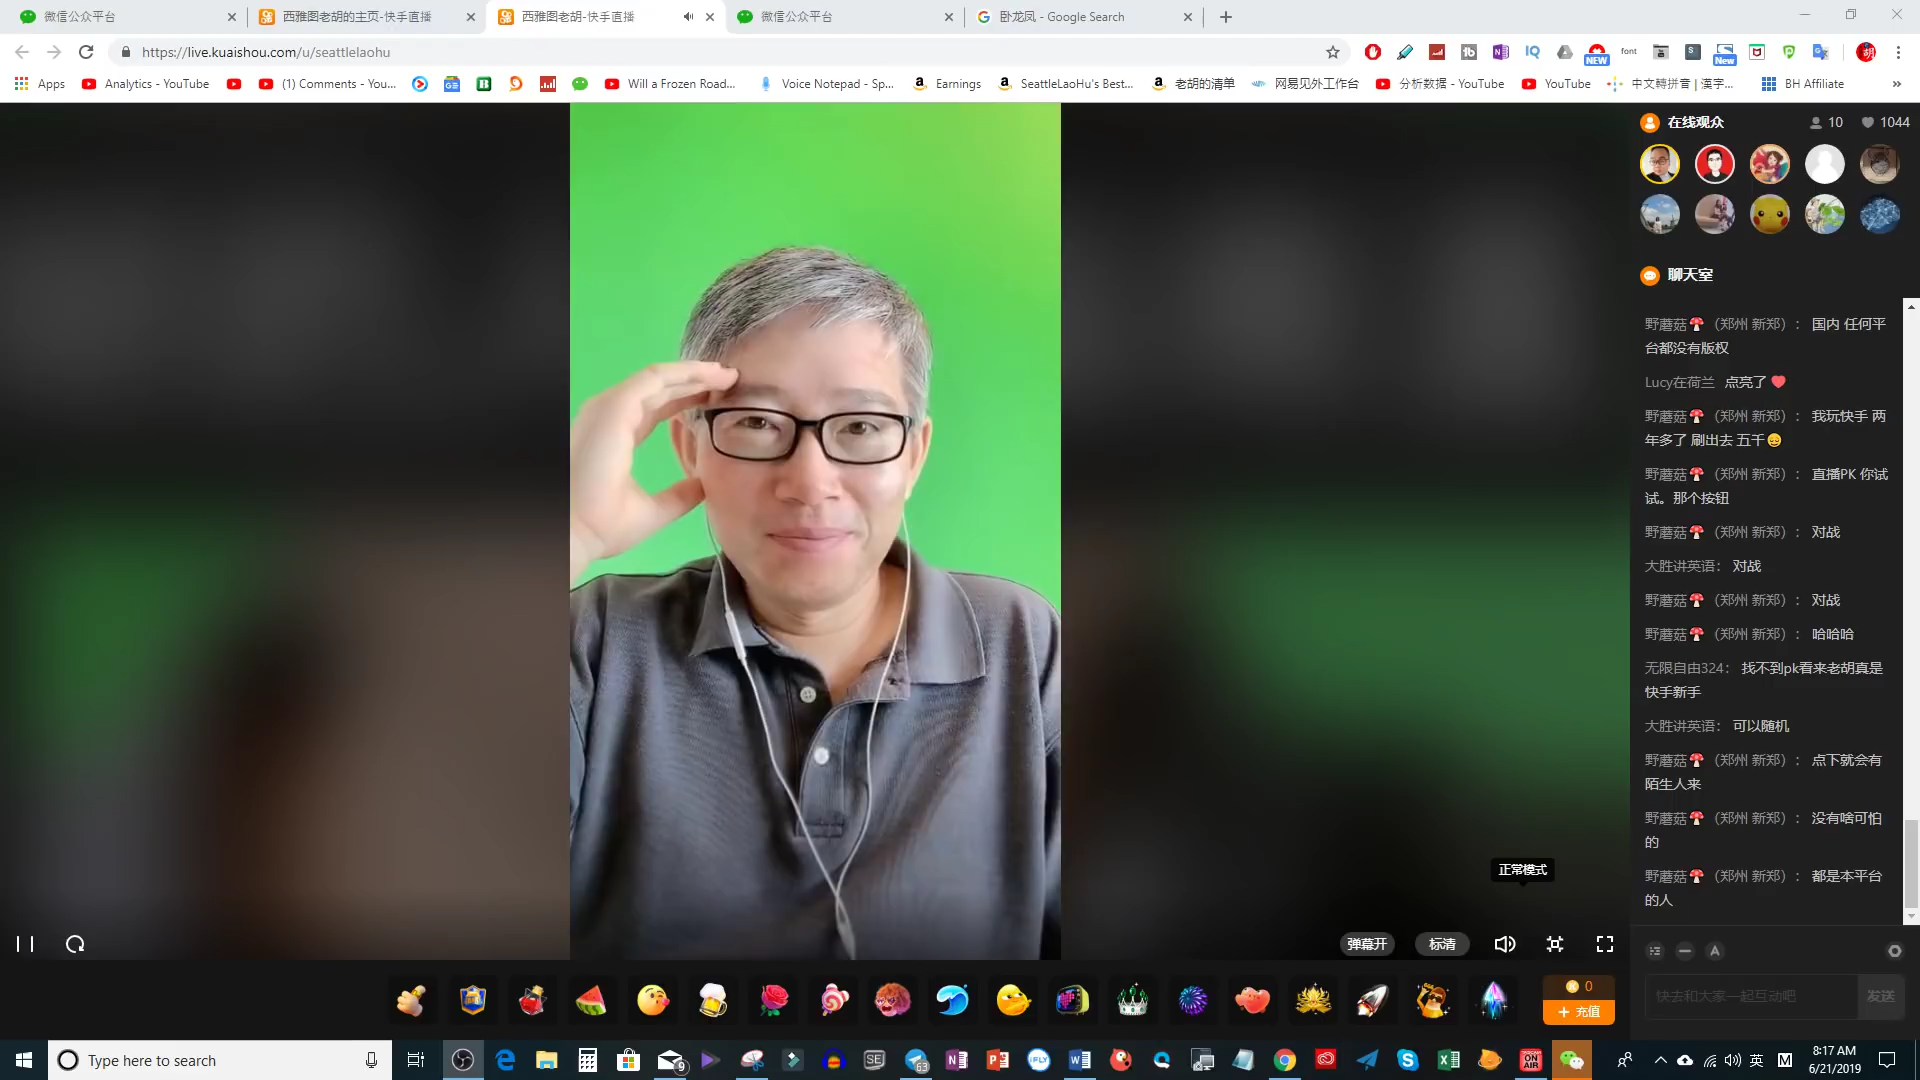 微信公众平台
西雅图老胡的主页-快手直播
西雅图老胡-快手直播
微信公众平台
卧龙凤 - Google Search
https://live.kuaishou.com/u/seattlelaohu
Apps
Analytics - YouTube
(1) Comments - You...
Will a Frozen Road...
Voice Notepad - Sp...
Earnings
SeattleLaoHu's Best...
老胡的清单
网易见外工作台
分析数据 - YouTube
YouTube
中文轉拼音 | 漢字...
BH Affiliate
在线观众 10 1044
聊天室
野蘑菇🍄（郑州 新郑）： 国内 任何平
台都没有版权
Lucy在荷兰 点亮了❤
野蘑菇🍄（郑州 新郑）： 我玩快手 两
年多了 刷出去 五千😄
野蘑菇🍄（郑州 新郑）： 直播PK 你试
试。那个按钮
野蘑菇🍄（郑州 新郑）： 对战
大胜讲英语： 对战
野蘑菇🍄（郑州 新郑）： 对战
野蘑菇🍄（郑州 新郑）： 哈哈哈
无限自由324： 找不到pk看来老胡真是
快手新手
大胜讲英语： 可以随机
野蘑菇🍄（郑州 新郑）： 点下就会有
陌生人来
野蘑菇🍄（郑州 新郑）： 没有啥可怕
的
野蘑菇🍄（郑州 新郑）： 都是本平台
的人
正常模式
弹幕开
标清
0
充值
快去和大家一起互动吧
发送
Type here to search
英
8:17 AM
6/21/2019